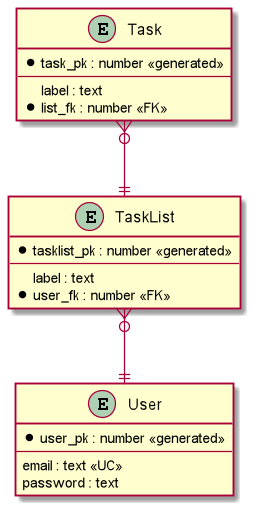 E Task
task_pk : number «generated»
label : text
list_fk : number «FK»
E TaskList
tasklist_pk : number «generated»
label : text
user_fk : number «FK»
E User
user_pk : number «generated»
email : text «UC»
password : text